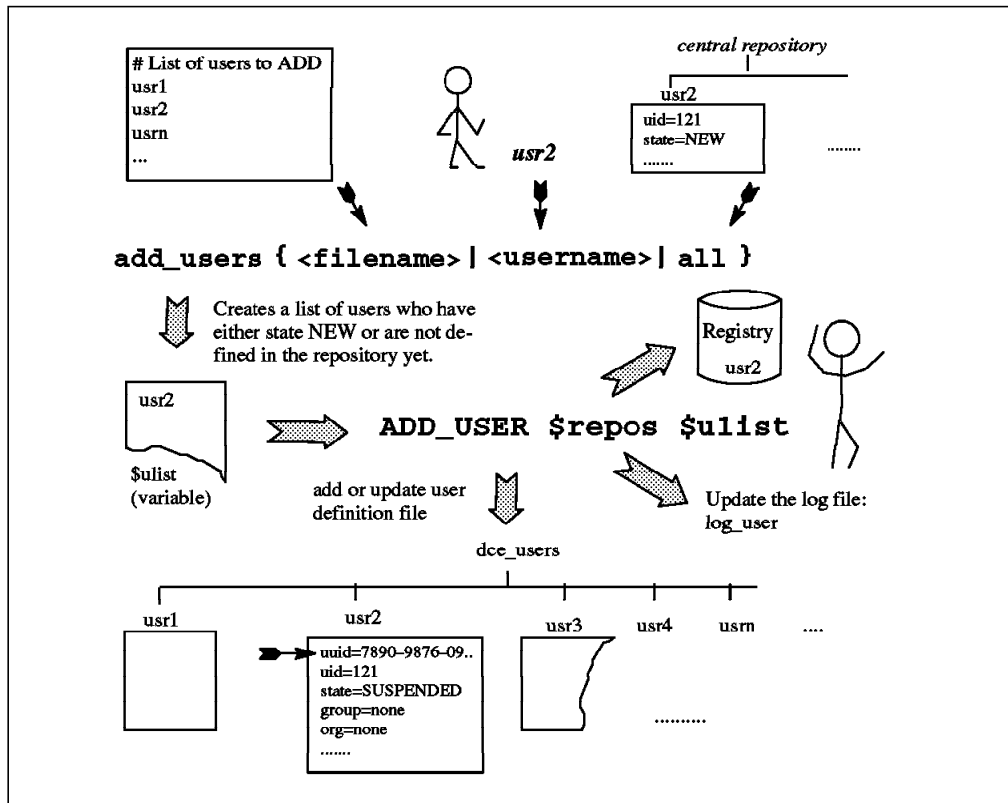 # List of users to ADD
usr1
usr2
usrn
...
usr2
central repository
usr2
uid=121
state=NEW
.......
........
add_users { <filename> | <username> | all }
Creates a list of users who have
either state NEW or are not de-
fined in the repository yet.
Registry
usr2
usr2
$ulist
(variable)
ADD_USER $repos $ulist
add or update user
definition file
Update the log file:
log_user
dce_users
usr1
usr2
usr3
usr4
usrn
....
uuid=7890–9876–09..
uid=121
state=SUSPENDED
group=none
org=none
.......
..........